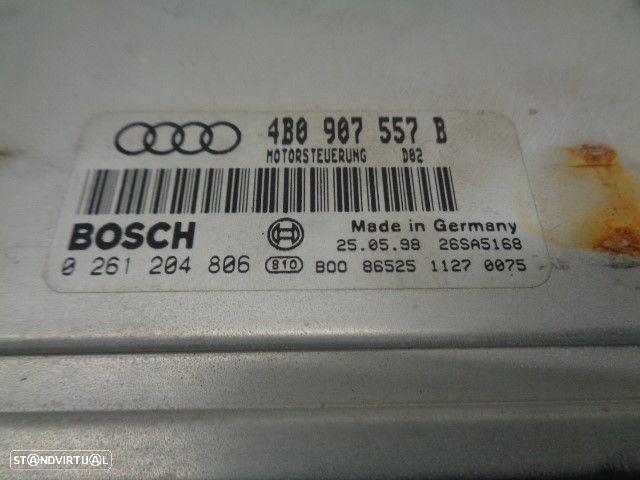 4B0 907 557 B
MOTORSTEUERUNG D02
BOSCH
Made in Germany
25.05.98 26SA5168
0 261 204 806 810 B00 86525 1127 0075
STANDVIRTUAL